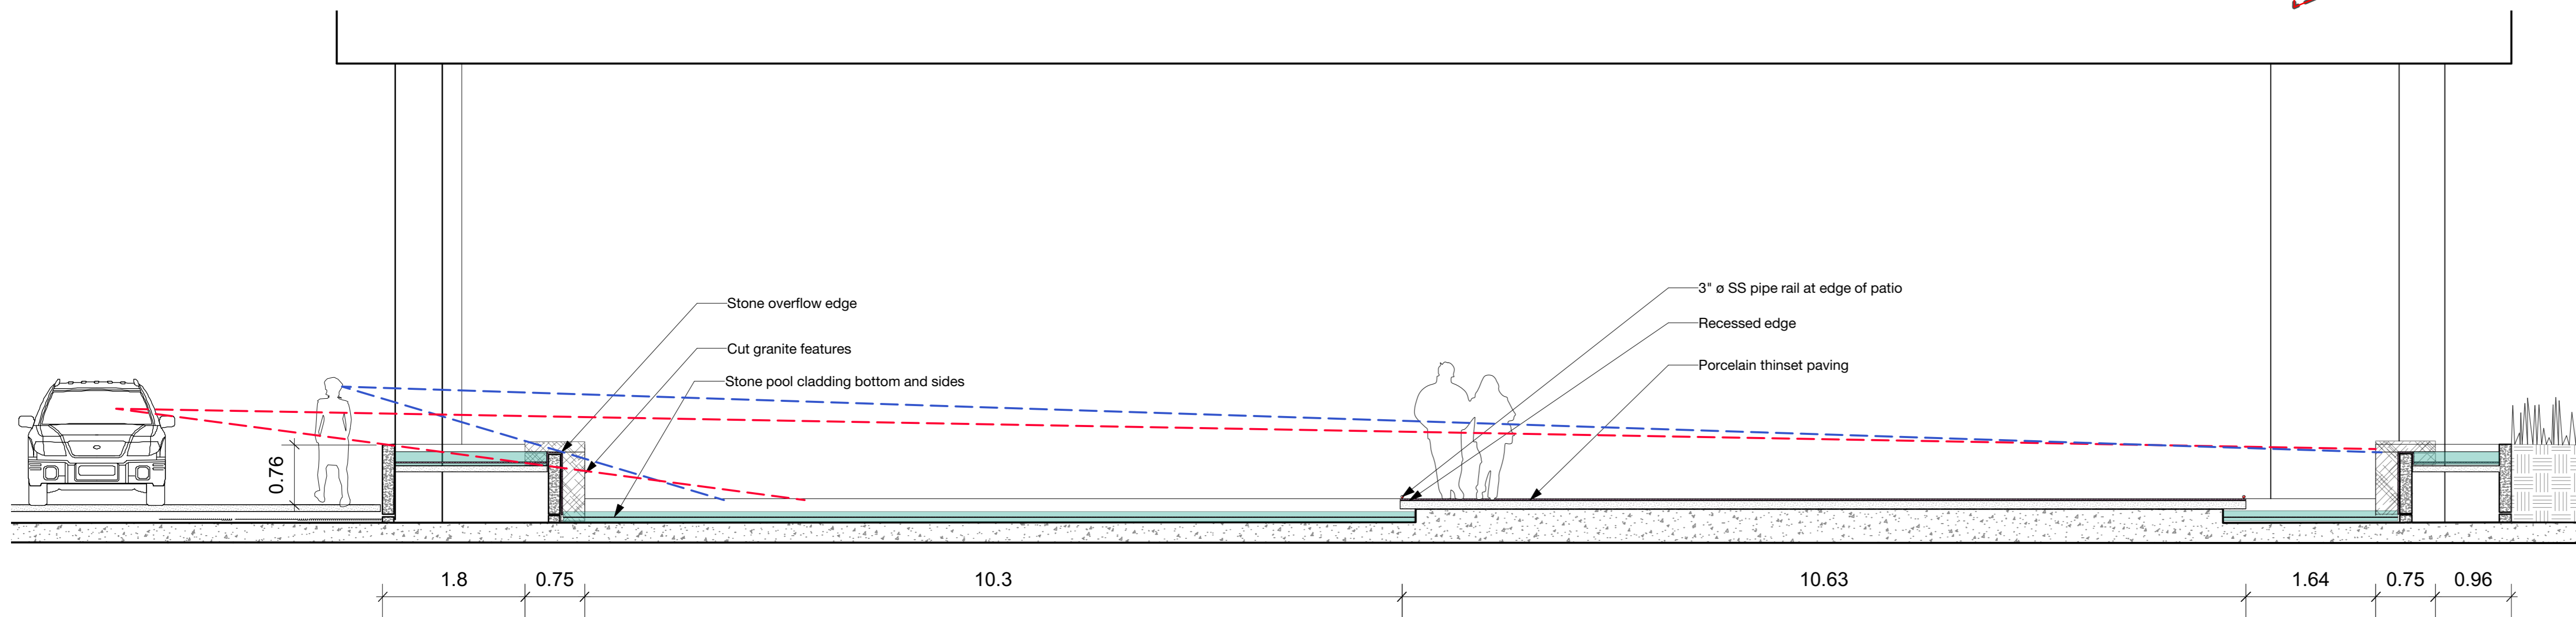 Stone overflow edge
Cut granite features
Stone pool cladding bottom and sides
3" ø SS pipe rail at edge of patio
Recessed edge
Porcelain thinset paving
0.76
1.8 0.75 10.3 10.63 1.64 0.75 0.96